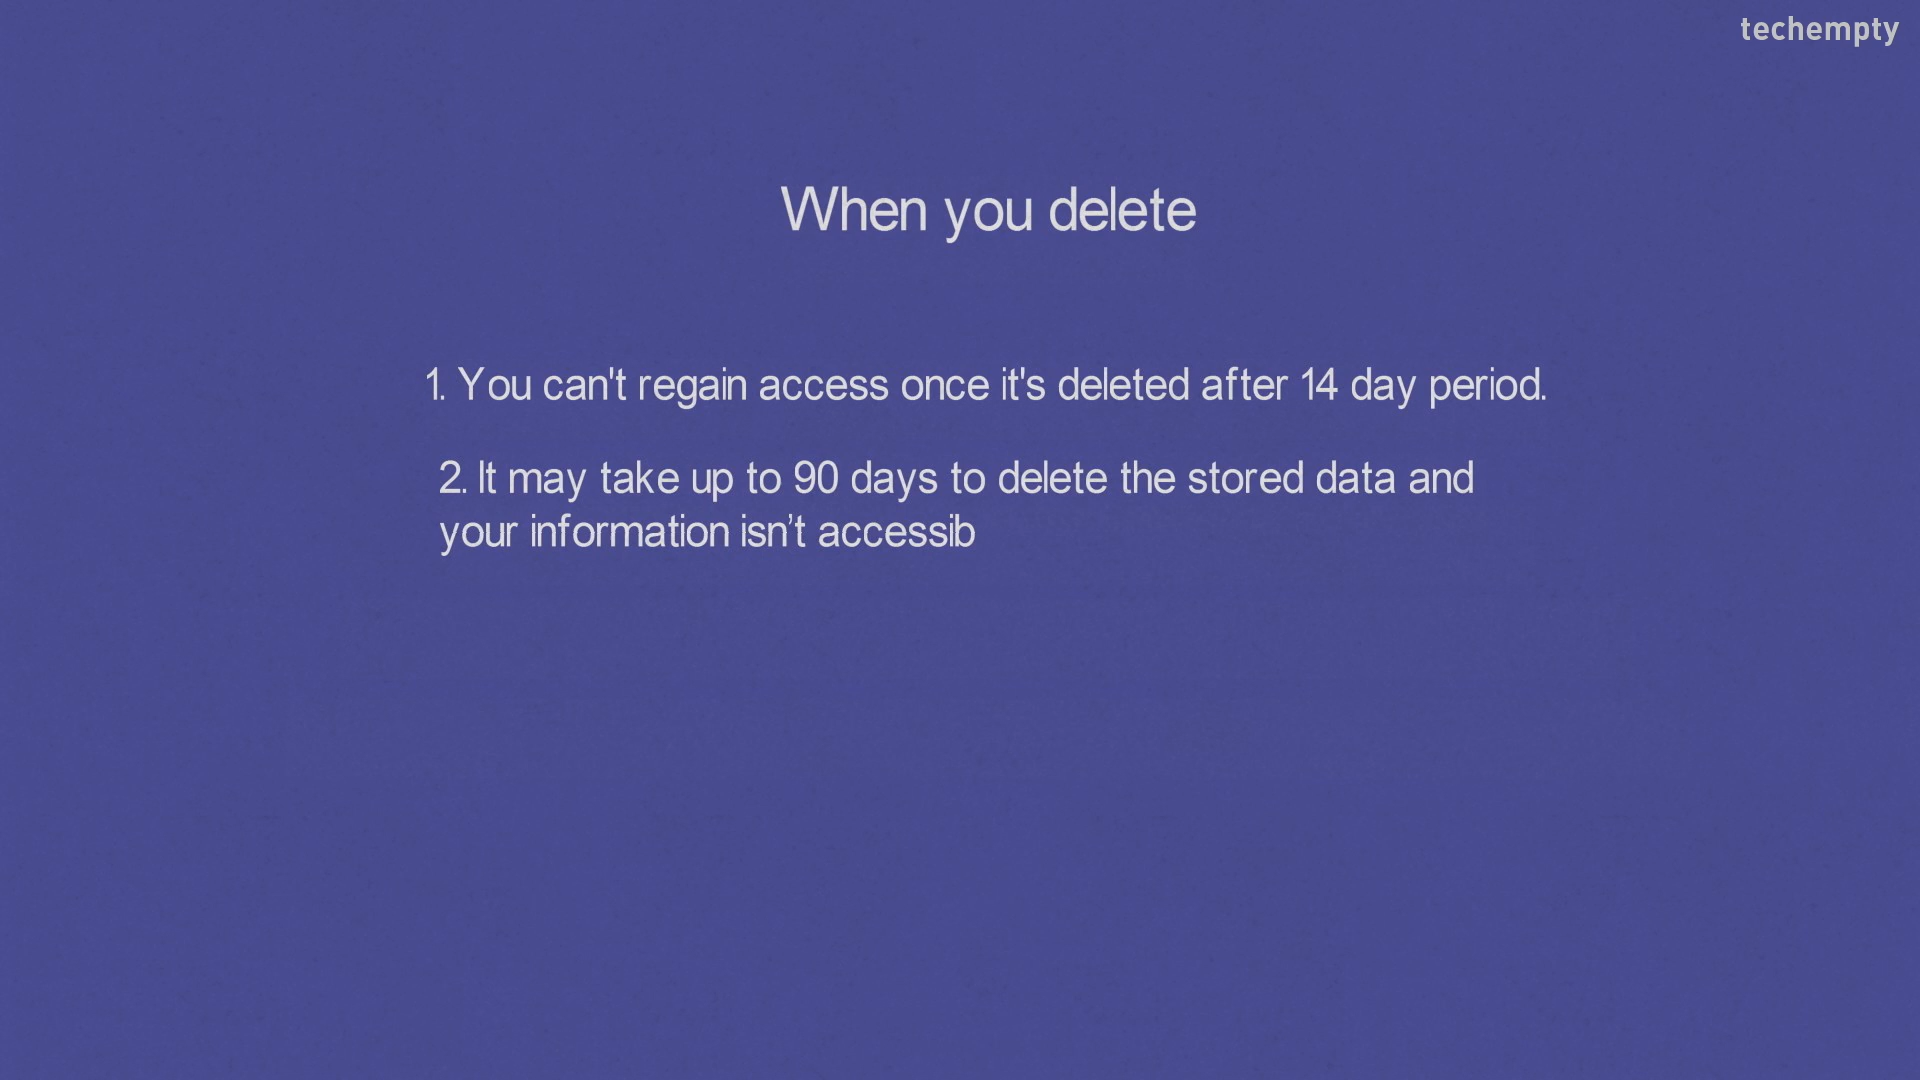 techempty
When you delete
1. You can't regain access once it's deleted after 14 day period.
2. It may take up to 90 days to delete the stored data and
your information isn’t accessib